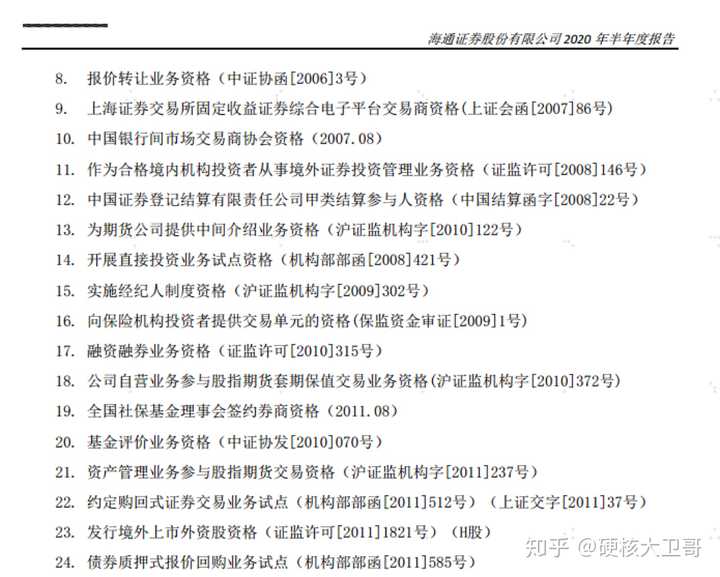 海通证券股份有限公司 2020 年半年度报告
8. 报价转让业务资格（中证协函[2006]3号）
9. 上海证券交易所固定收益证券综合电子平台交易商资格(上证会函[2007]86号)
10. 中国银行间市场交易商协会资格（2007.08）
11. 作为合格境内机构投资者从事境外证券投资管理业务资格（证监许可[2008]146号）
12. 中国证券登记结算有限责任公司甲类结算参与人资格（中国结算函字[2008]22号）
13. 为期货公司提供中间介绍业务资格（沪证监机构字[2010]122号）
14. 开展直接投资业务试点资格（机构部部函[2008]421号）
15. 实施经纪人制度资格（沪证监机构字[2009]302号）
16. 向保险机构投资者提供交易单元的资格(保监资金审证[2009]1号)
17. 融资融券业务资格（证监许可[2010]315号）
18. 公司自营业务参与股指期货套期保值交易业务资格(沪证监机构字[2010]372号)
19. 全国社保基金理事会签约券商资格（2011.08）
20. 基金评价业务资格（中证协发[2010]070号）
21. 资产管理业务参与股指期货交易资格（沪证监机构字[2011]237号）
22. 约定购回式证券交易业务试点（机构部部函[2011]512号）（上证交字[2011]37号）
23. 发行境外上市外资股资格（证监许可[2011]1821号）（H股）
24. 债券质押式报价回购业务试点（机构部部函[2011]585号）
知乎 @硬核大卫哥